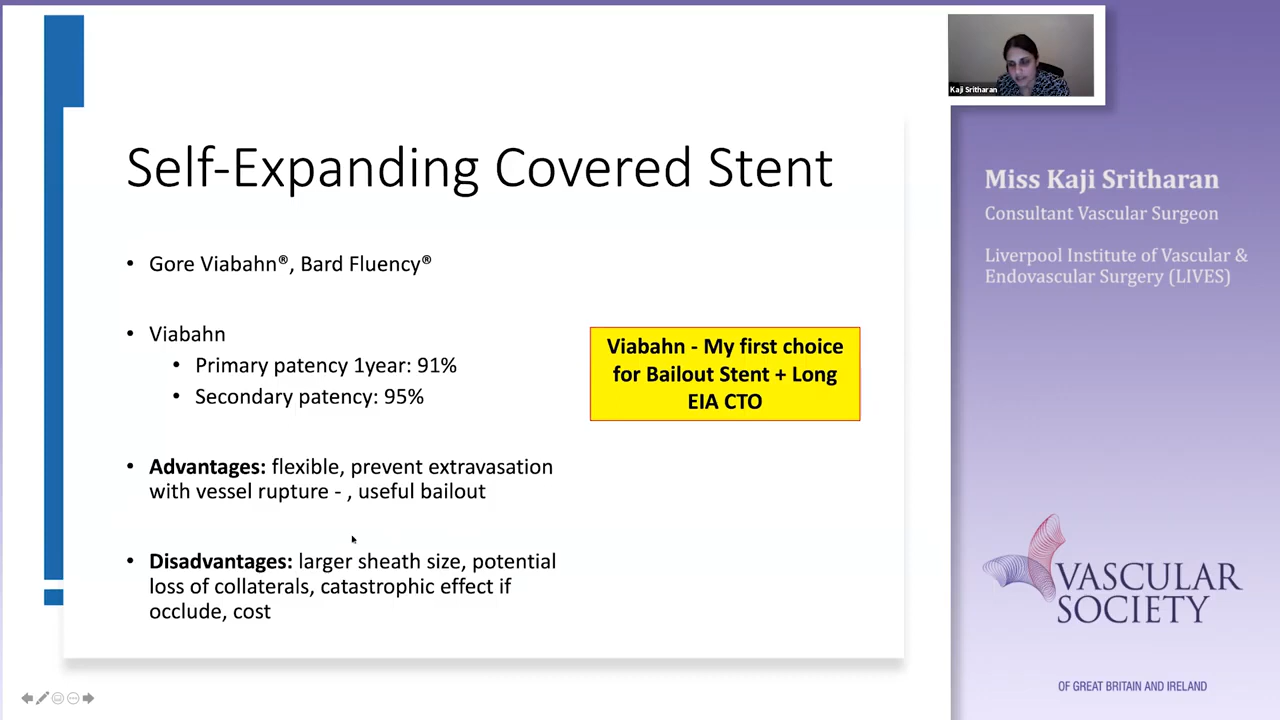 Self-Expanding Covered Stent
• Gore Viabahn®, Bard Fluency®
• Viabahn
• Primary patency 1year: 91%
• Secondary patency: 95%
• Advantages: flexible, prevent extravasation
with vessel rupture - , useful bailout
• Disadvantages: larger sheath size, potential
loss of collaterals, catastrophic effect if
occlude, cost
Viabahn - My first choice
for Bailout Stent + Long
EIA CTO
Kaji Sritharan
Miss Kaji Sritharan
Consultant Vascular Surgeon
Liverpool Institute of Vascular &
Endovascular Surgery (LIVES)
VASCULAR
SOCIETY
OF GREAT BRITAIN AND IRELAND